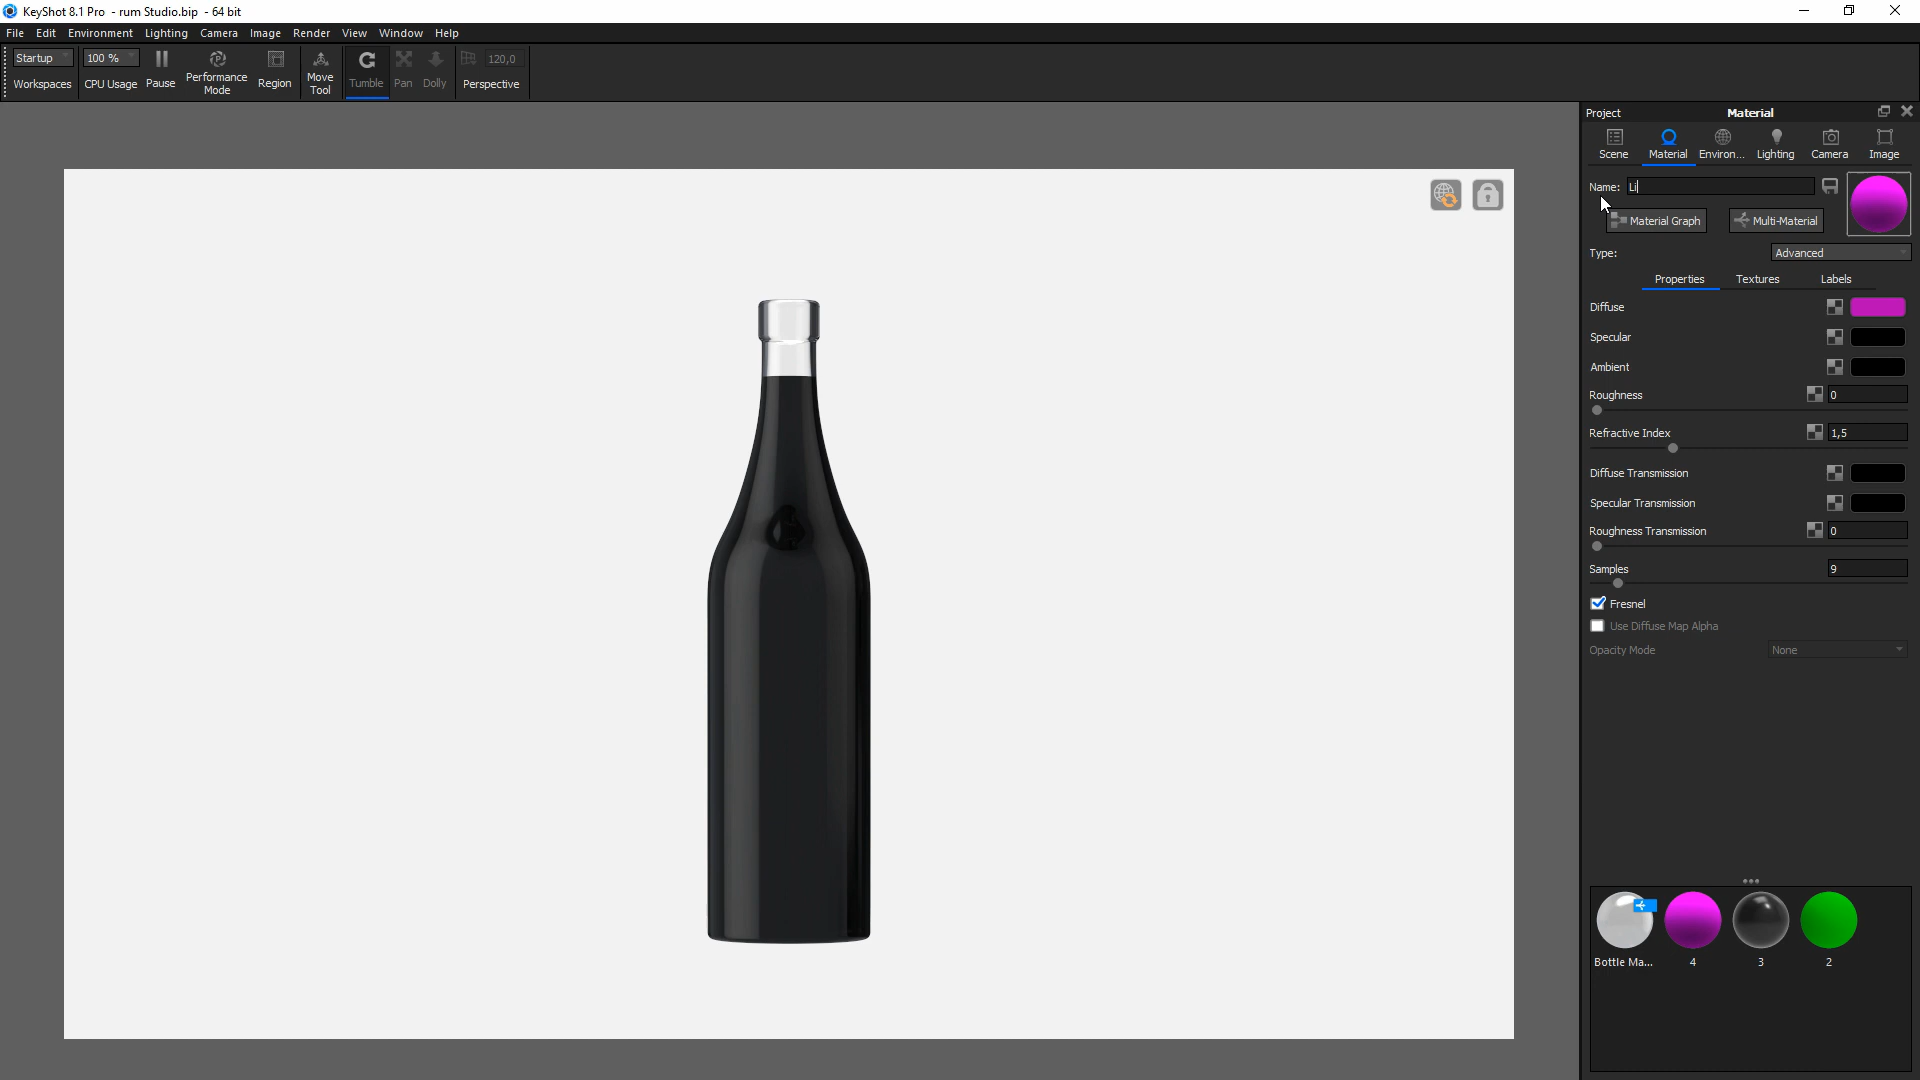 KeyShot 8.1 Pro - rum Studio.bip - 64 bit
File Edit Environment Lighting Camera Image Render View Window Help
Startup 100 % 120,0
Workspaces CPU Usage Pause Performance Mode Region Move Tool Tumble Pan Dolly Perspective
Project Material
Scene Material Environ... Lighting Camera Image
Name: Li
Material Graph Multi-Material
Type: Advanced
Properties Textures Labels
Diffuse
Specular
Ambient
Roughness 0
Refractive Index 1,5
Diffuse Transmission
Specular Transmission
Roughness Transmission 0
Samples 9
Fresnel
Use Diffuse Map Alpha
Opacity Mode None
Bottle Ma... 4 3 2